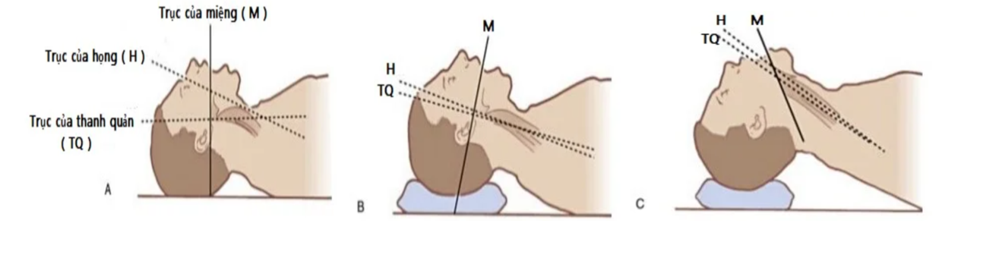 Trục của miệng ( M )
Trục của họng ( H )
Trục của thanh quản
( TQ )
A
M
H
TQ
B
H M
TQ
C